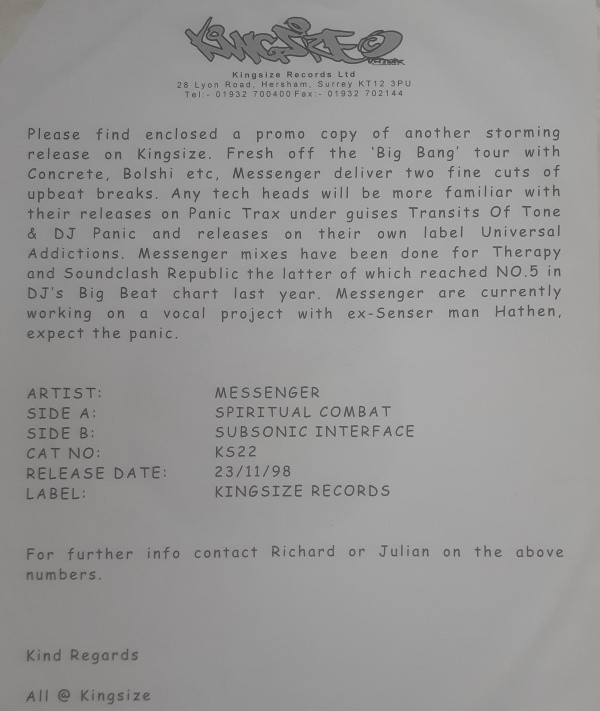 KINGSIZE
Kingsize Records Ltd
28 Lyon Road, Hersham, Surrey KT12 3PU
Tel:- 01932 700400 Fax:- 01932 702144
Please find enclosed a promo copy of another storming
release on Kingsize. Fresh off the 'Big Bang' tour with
Concrete, Bolshi etc, Messenger deliver two fine cuts of
upbeat breaks. Any tech heads will be more familiar with
their releases on Panic Trax under guises Transits Of Tone
& DJ Panic and releases on their own label Universal
Addictions. Messenger mixes have been done for Therapy
and Soundclash Republic the latter of which reached NO.5 in
DJ's Big Beat chart last year. Messenger are currently
working on a vocal project with ex-Senser man Hathen,
expect the panic.
ARTIST: MESSENGER
SIDE A: SPIRITUAL COMBAT
SIDE B: SUBSONIC INTERFACE
CAT NO: KS22
RELEASE DATE: 23/11/98
LABEL: KINGSIZE RECORDS
For further info contact Richard or Julian on the above
numbers.
Kind Regards
All @ Kingsize